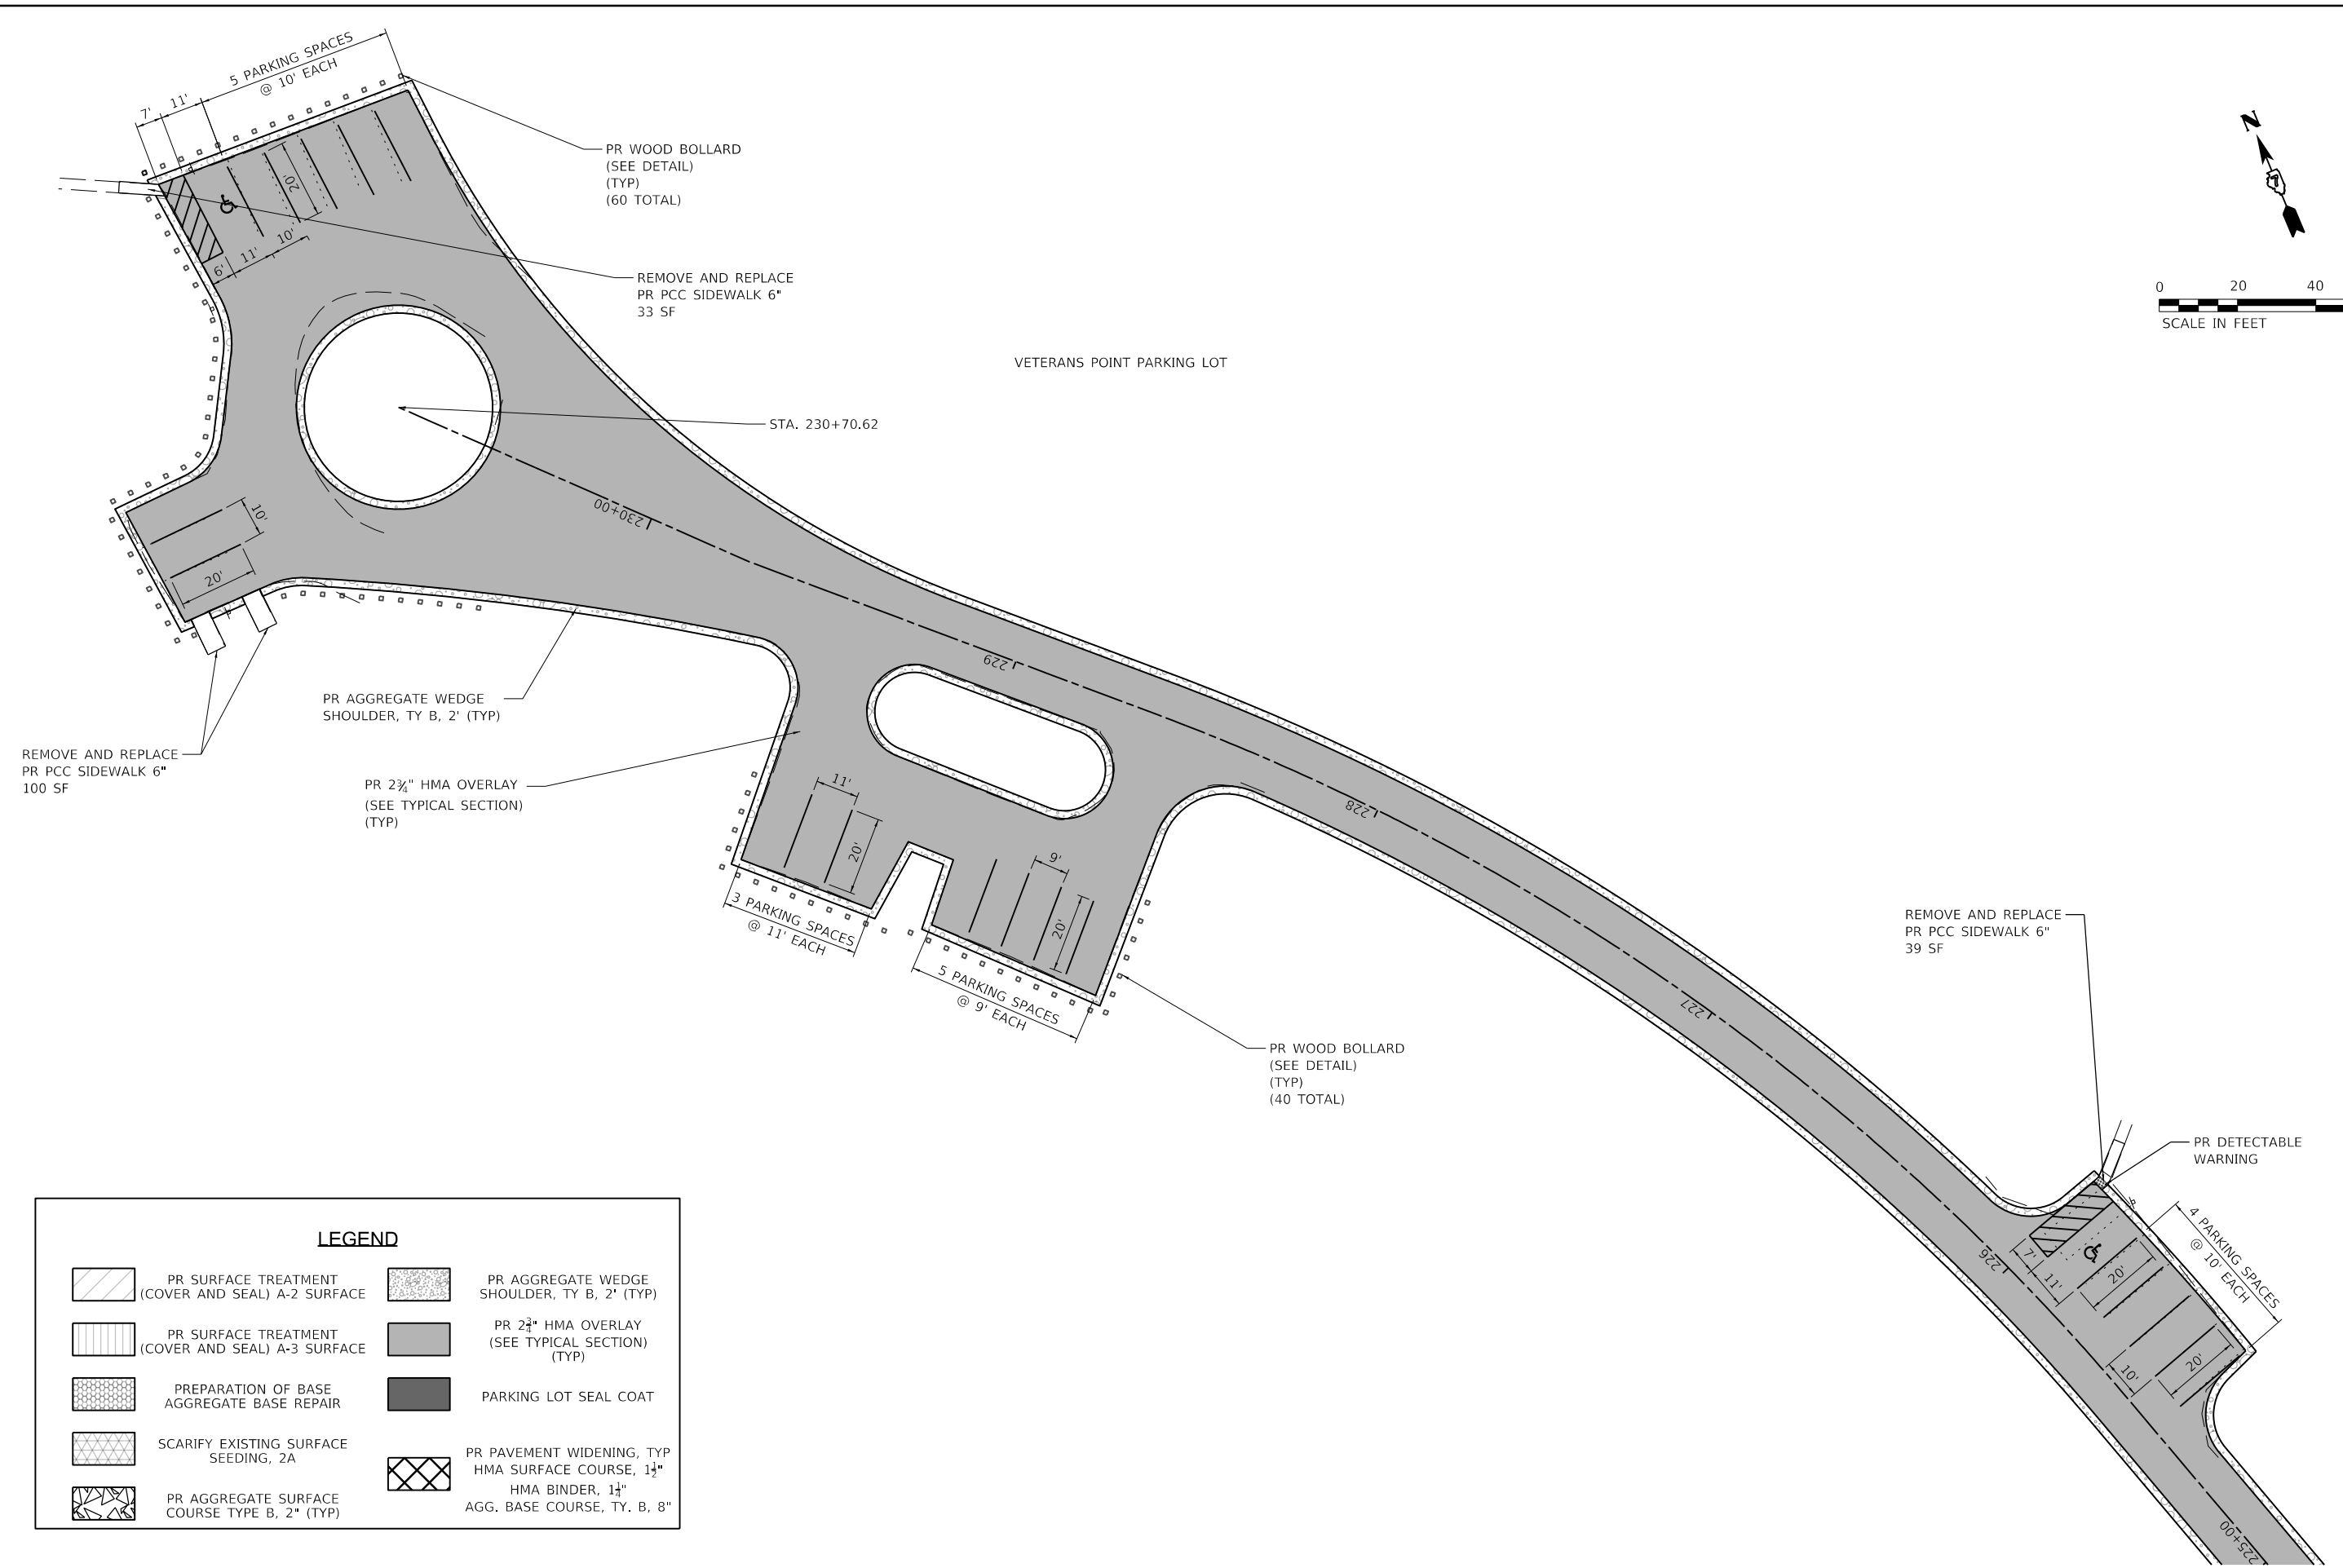 5 PARKING SPACES
@ 10' EACH
7'
11'
20'
6'
11'
10'
PR WOOD BOLLARD
(SEE DETAIL)
(TYP)
(60 TOTAL)
REMOVE AND REPLACE
PR PCC SIDEWALK 6"
33 SF
N
0 20 40
SCALE IN FEET
VETERANS POINT PARKING LOT
STA. 230+70.62
230+00
10'
20'
229
PR AGGREGATE WEDGE
SHOULDER, TY B, 2' (TYP)
REMOVE AND REPLACE
PR PCC SIDEWALK 6"
100 SF
PR 2¾" HMA OVERLAY
(SEE TYPICAL SECTION)
(TYP)
11'
20'
3 PARKING SPACES
@ 11' EACH
9'
20'
5 PARKING SPACES
@ 9' EACH
228
PR WOOD BOLLARD
(SEE DETAIL)
(TYP)
(40 TOTAL)
227
REMOVE AND REPLACE
PR PCC SIDEWALK 6"
39 SF
PR DETECTABLE
WARNING
226
7'
11'
20'
4 PARKING SPACES
@ 10' EACH
10'
20'
225+00
LEGEND
PR SURFACE TREATMENT
(COVER AND SEAL) A-2 SURFACE
PR SURFACE TREATMENT
(COVER AND SEAL) A-3 SURFACE
PREPARATION OF BASE
AGGREGATE BASE REPAIR
SCARIFY EXISTING SURFACE
SEEDING, 2A
PR AGGREGATE SURFACE
COURSE TYPE B, 2" (TYP)
PR AGGREGATE WEDGE
SHOULDER, TY B, 2' (TYP)
PR 2¾" HMA OVERLAY
(SEE TYPICAL SECTION)
(TYP)
PARKING LOT SEAL COAT
PR PAVEMENT WIDENING, TYP
HMA SURFACE COURSE, 1½"
HMA BINDER, 1¼"
AGG. BASE COURSE, TY. B, 8"